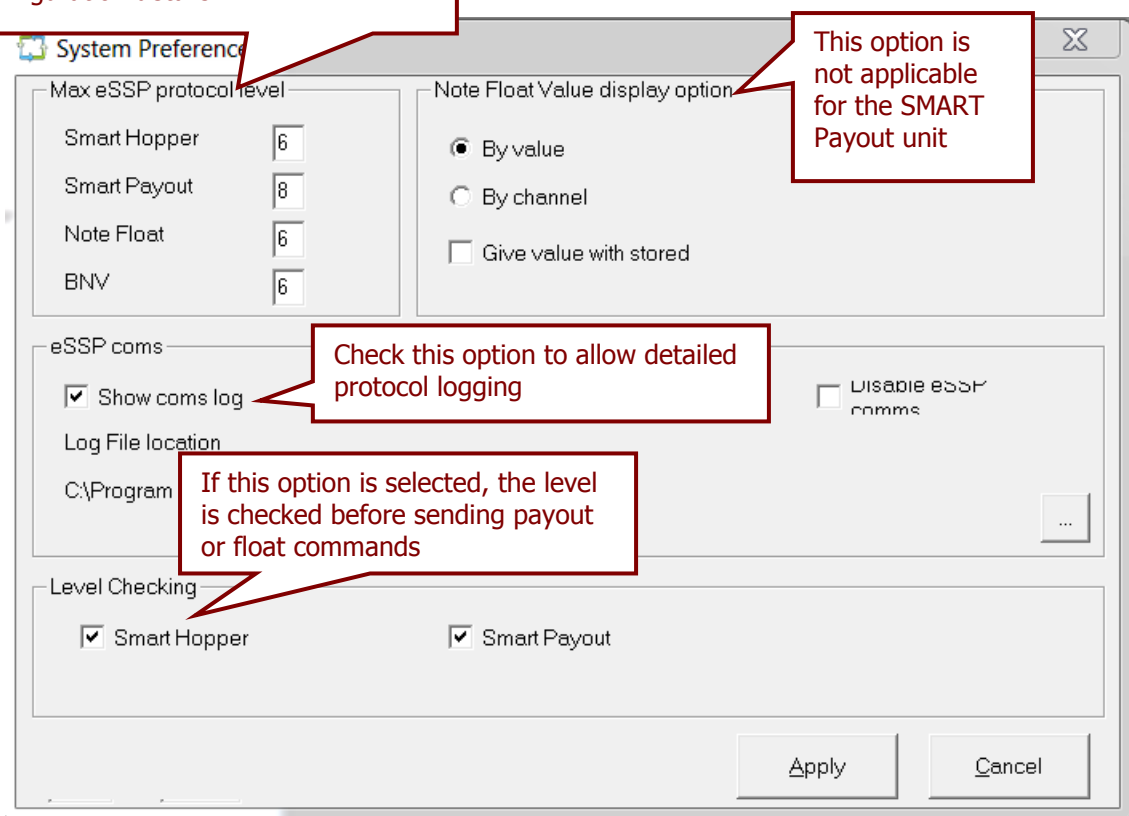 System Preference
This option is
not applicable
for the SMART
Payout unit
Max eSSP protocol level
Smart Hopper 6
Smart Payout 8
Note Float 6
BNV 6
Note Float Value display option
By value
By channel
Give value with stored
eSSP coms
Check this option to allow detailed
protocol logging
Show coms log
Disable eSSP
comms
Log File location
C:\Program
...
If this option is selected, the level
is checked before sending payout
or float commands
Level Checking
Smart Hopper
Smart Payout
Apply
Cancel